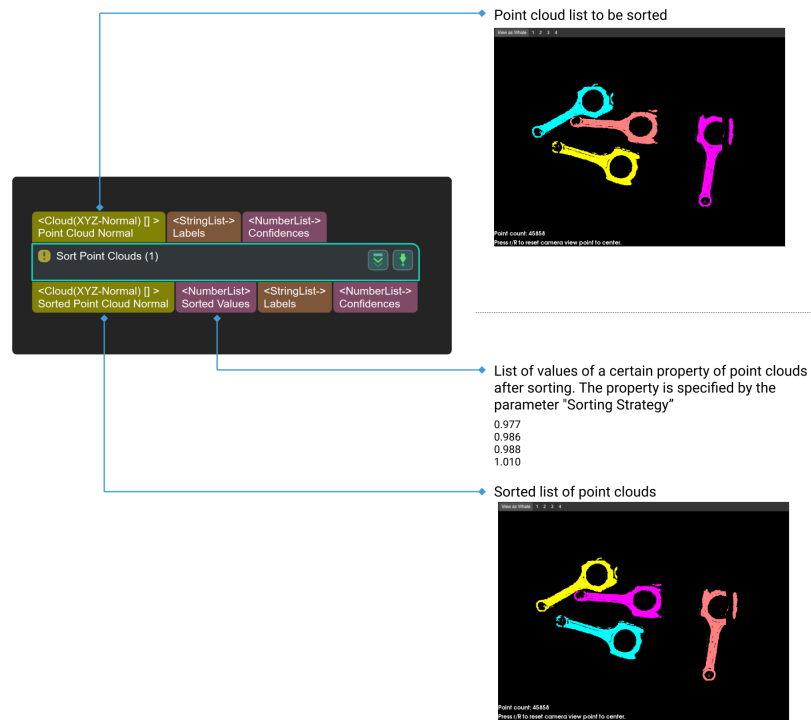 Point cloud list to be sorted
View as Whole 1 2 3 4
Point count: 45858
Press r/R to reset camera view point to center.
<Cloud(XYZ-Normal) [] > <StringList-> <NumberList->
Point Cloud Normal Labels Confidences
! Sort Point Clouds (1)
<Cloud(XYZ-Normal) [] > <NumberList> <StringList-> <NumberList->
Sorted Point Cloud Normal Sorted Values Labels Confidences
List of values of a certain property of point clouds
after sorting. The property is specified by the
parameter "Sorting Strategy”
0.977
0.986
0.988
1.010
Sorted list of point clouds
View as Whole 1 2 3 4
Point count: 45858
Press r/R to reset camera view point to center.